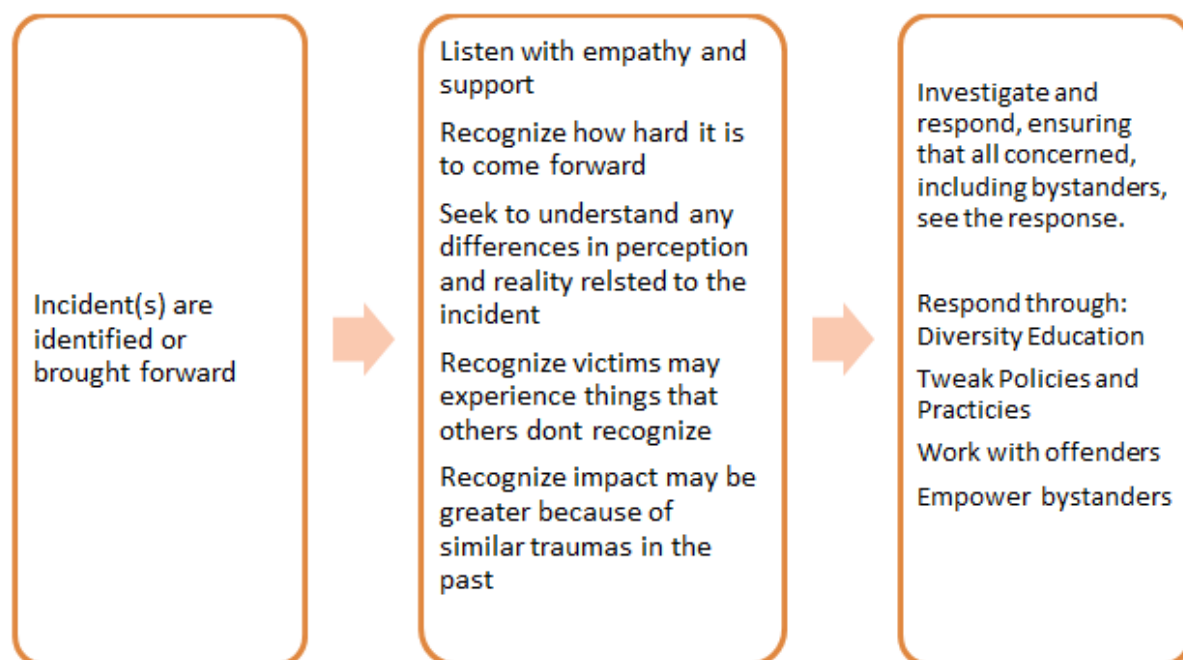 Incident(s) are
identified or
brought forward
Listen with empathy and
support
Recognize how hard it is
to come forward
Seek to understand any
differences in perception
and reality relsted to the
incident
Recognize victims may
experience things that
others dont recognize
Recognize impact may be
greater because of
similar traumas in the
past
Investigate and
respond, ensuring
that all concerned,
including bystanders,
see the response.
Respond through:
Diversity Education
Tweak Policies and
Practicies
Work with offenders
Empower bystanders